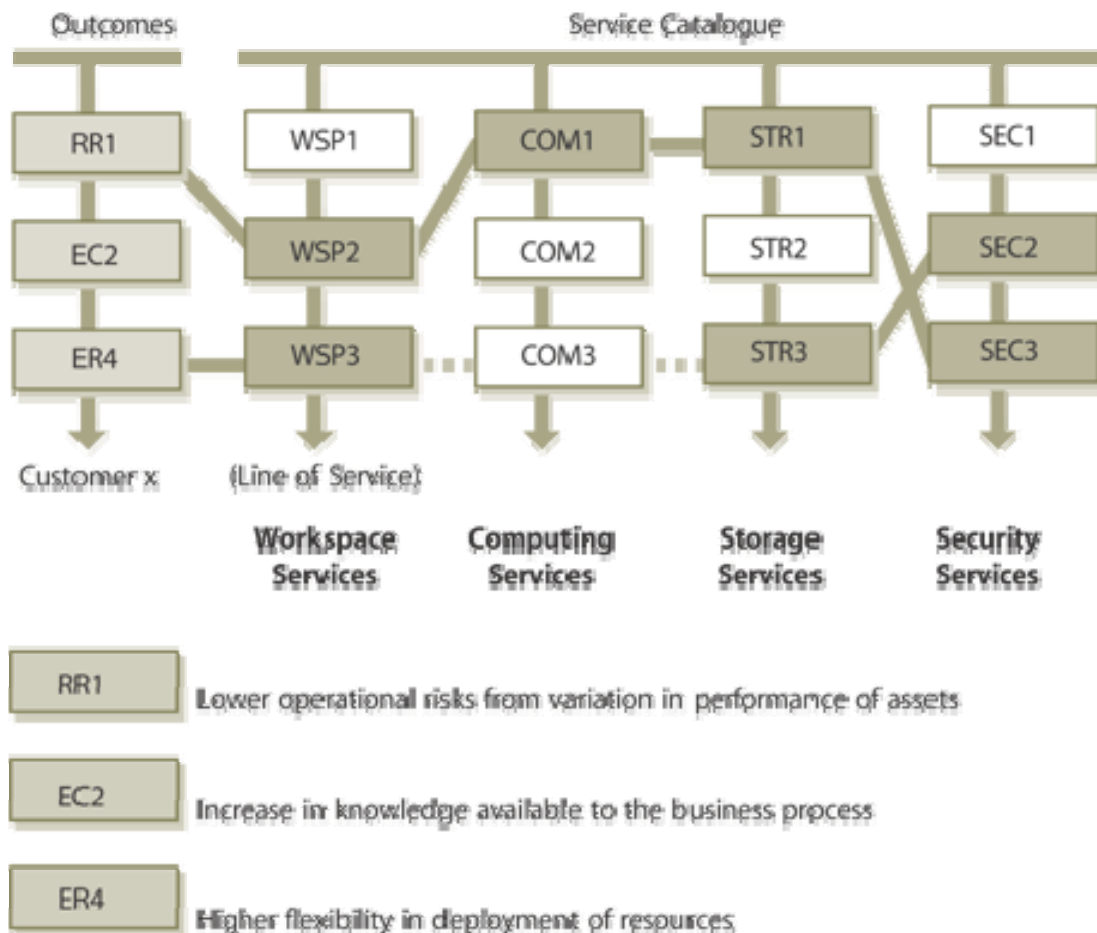 Outcomes
Service Catalogue
RR1
WSP1
COM1
STR1
SEC1
EC2
WSP2
COM2
STR2
SEC2
ER4
WSP3
COM3
STR3
SEC3
Customer x
(Line of Service)
Workspace
Services
Computing
Services
Storage
Services
Security
Services
RR1
Lower operational risks from variation in performance of assets
EC2
Increase in knowledge available to the business process
ER4
Higher flexibility in deployment of resources